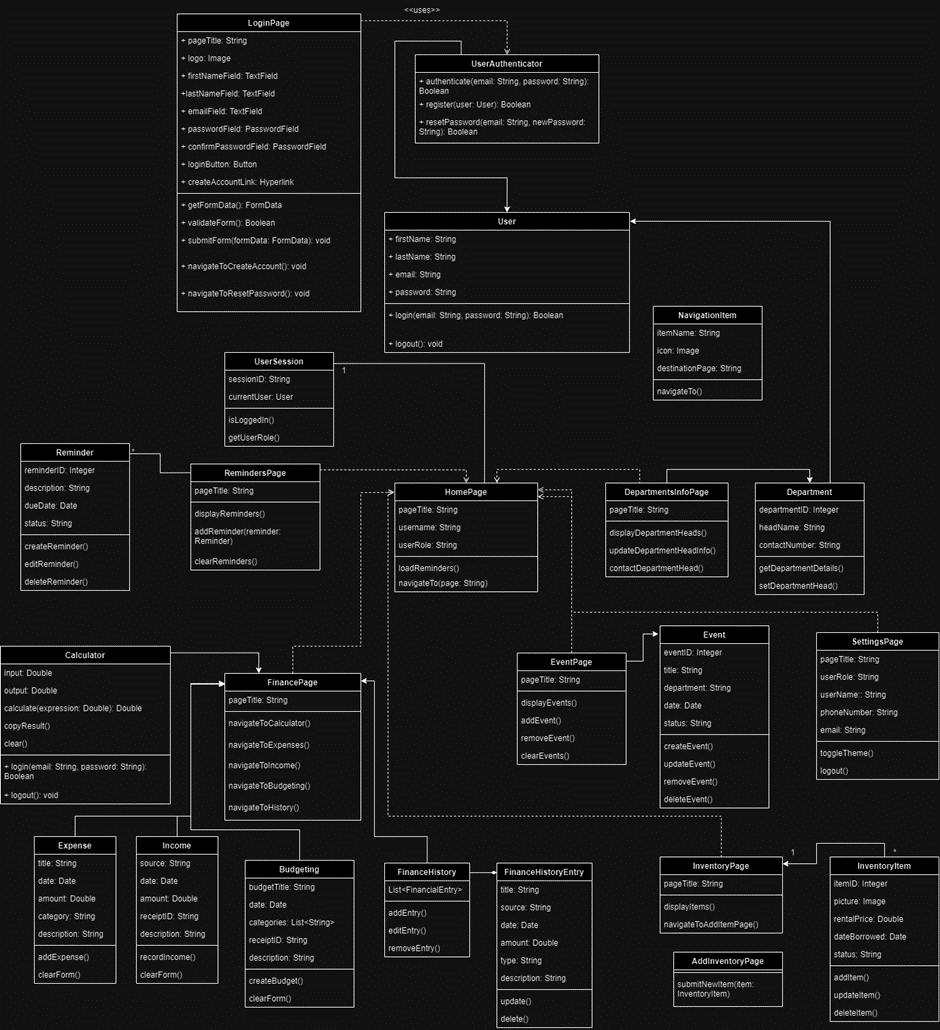 <<uses>>
LoginPage
+ pageTitle: String
+ logo: Image
+ firstNameField: TextField
+lastNameField: TextField
+ emailField: TextField
+ passwordField: PasswordField
+ confirmPasswordField: PasswordField
+ loginButton: Button
+ createAccountLink: Hyperlink
+ getFormData(): FormData
+ validateForm(): Boolean
+ submitForm(formData: FormData): void
+ navigateToCreateAccount(): void
+ navigateToResetPassword(): void
UserAuthenticator
+ authenticate(email: String, password: String):
Boolean
+ register(user: User): Boolean
+ resetPassword(email: String, newPassword:
String): Boolean
User
+ firstName: String
+ lastName: String
+ email: String
+ password: String
+ login(email: String, password: String): Boolean
+ logout(): void
NavigationItem
itemName: String
icon: Image
destinationPage: String
navigateTo()
UserSession
sessionID: String
currentUser: User
isLoggedIn()
getUserRole()
1
Reminder
reminderID: Integer
description: String
dueDate: Date
status: String
createReminder()
editReminder()
deleteReminder()
*
RemindersPage
pageTitle: String
displayReminders()
addReminder(reminder:
Reminder)
clearReminders()
HomePage
pageTitle: String
username: String
userRole: String
loadReminders()
navigateTo(page: String)
DepartmentsInfoPage
pageTitle: String
displayDepartmentHeads()
updateDepartmentHeadInfo()
contactDepartmentHead()
Department
departmentID: Integer
headName: String
contactNumber: String
getDepartmentDetails()
setDepartmentHead()
Calculator
input: Double
output: Double
calculate(expression: Double): Double
copyResult()
clear()
+ login(email: String, password: String):
Boolean
+ logout(): void
FinancePage
pageTitle: String
navigateToCalculator()
navigateToExpenses()
navigateToIncome()
navigateToBudgeting()
navigateToHistory()
EventPage
pageTitle: String
displayEvents()
addEvent()
removeEvent()
clearEvents()
Event
eventID: Integer
title: String
department: String
date: Date
status: String
createEvent()
updateEvent()
removeEvent()
deleteEvent()
SettingsPage
pageTitle: String
userRole: String
userName:: String
phoneNumber: String
email: String
toggleTheme()
logout()
Expense
title: String
date: Date
amount: Double
category: String
description: String
addExpense()
clearForm()
Income
source: String
date: Date
amount: Double
receiptID: String
description: String
recordIncome()
clearForm()
Budgeting
budgetTitle: String
date: Date
categories: List<String>
receiptID: String
description: String
createBudget()
clearForm()
FinanceHistory
List<FinancialEntry>
addEntry()
editEntry()
removeEntry()
FinanceHistoryEntry
title: String
source: String
date: Date
amount: Double
type: String
description: String
update()
delete()
InventoryPage
pageTitle: String
displayItems()
navigateToAddItemPage()
1
*
InventoryItem
itemID: Integer
picture: Image
rentalPrice: Double
dateBorrowed: Date
status: String
addItem()
updateItem()
deleteItem()
AddInventoryPage
submitNewItem(item:
InventoryItem)